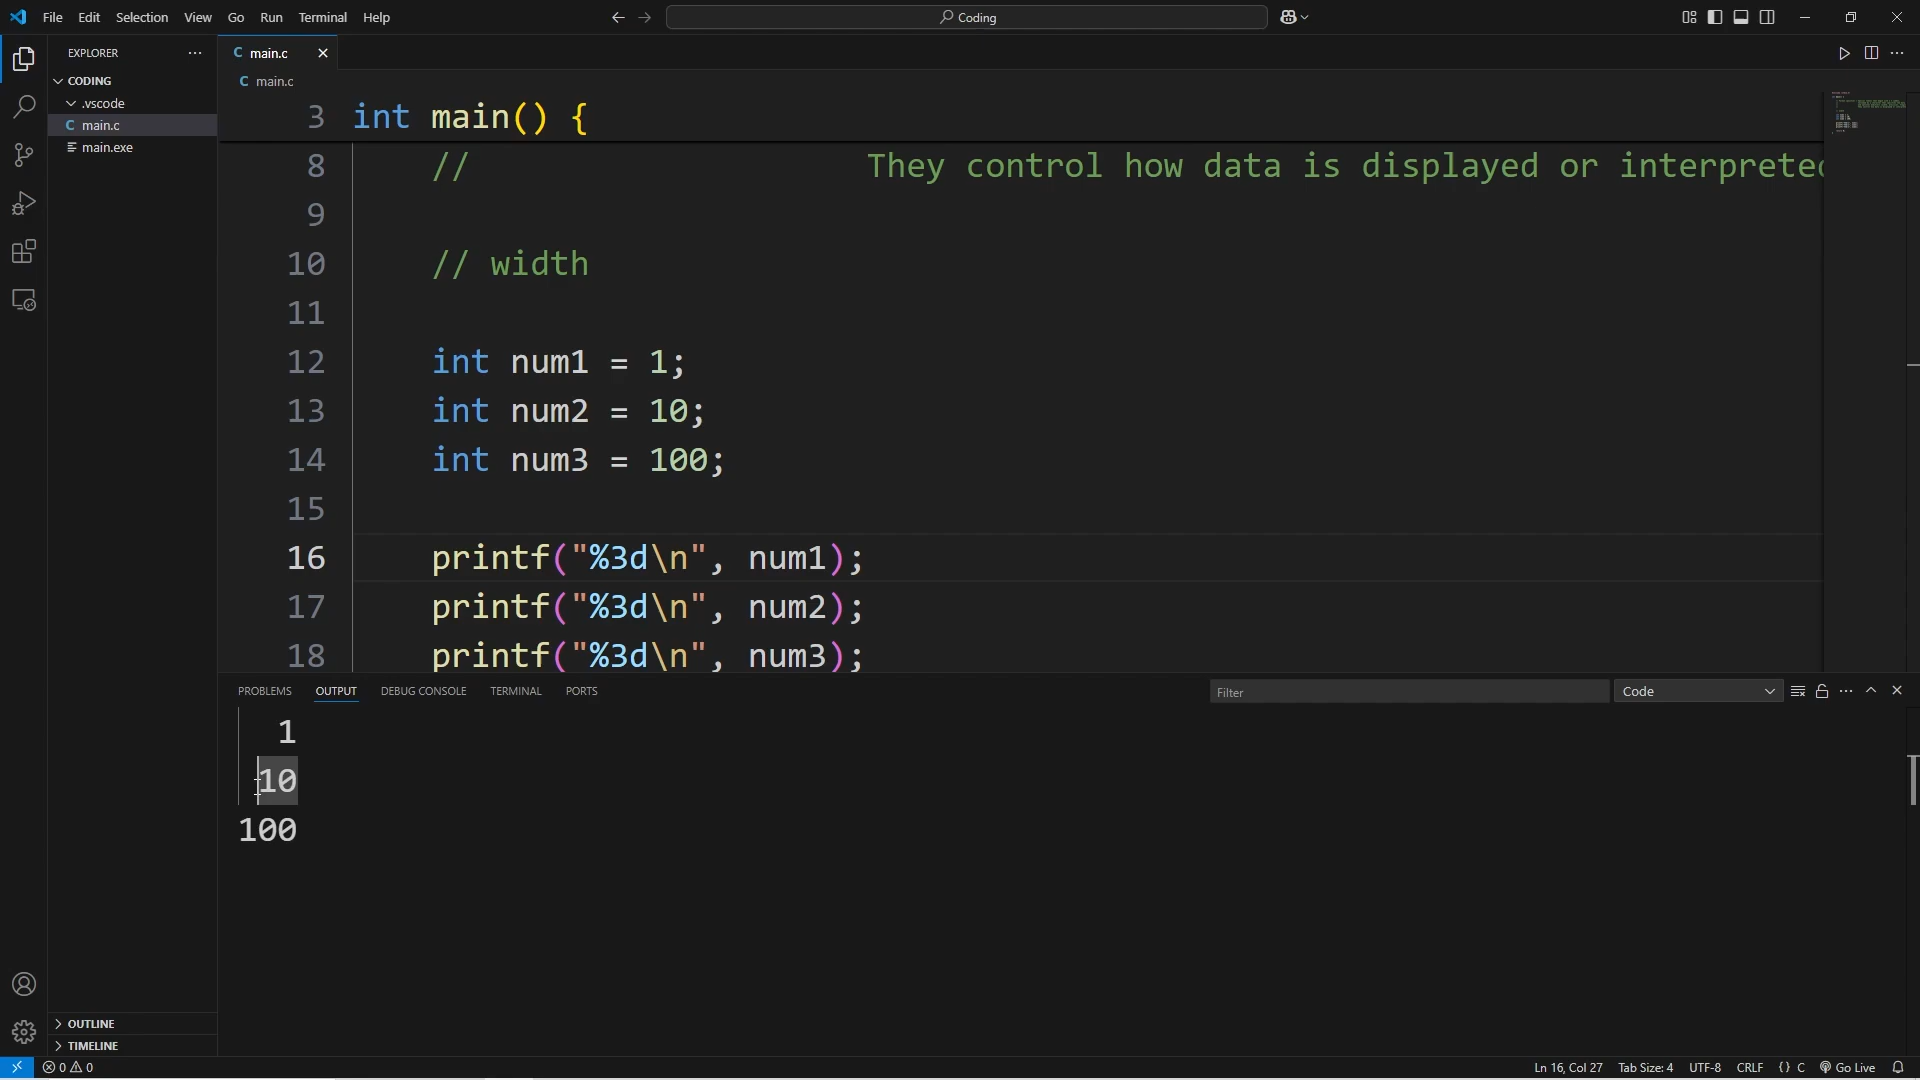 File Edit Selection View Go Run Terminal Help
Coding
EXPLORER
CODING
.vscode
C main.c
main.exe
OUTLINE
TIMELINE
C main.c
C main.c
3 int main() {
8 // They control how data is displayed or interpreted
9
10 // width
11
12 int num1 = 1;
13 int num2 = 10;
14 int num3 = 100;
15
16 printf("%3d\n", num1);
17 printf("%3d\n", num2);
18 printf("%3d\n", num3);
PROBLEMS OUTPUT DEBUG CONSOLE TERMINAL PORTS
Filter
Code
1
10
100
0 0
Ln 16, Col 27 Tab Size: 4 UTF-8 CRLF {} C Go Live